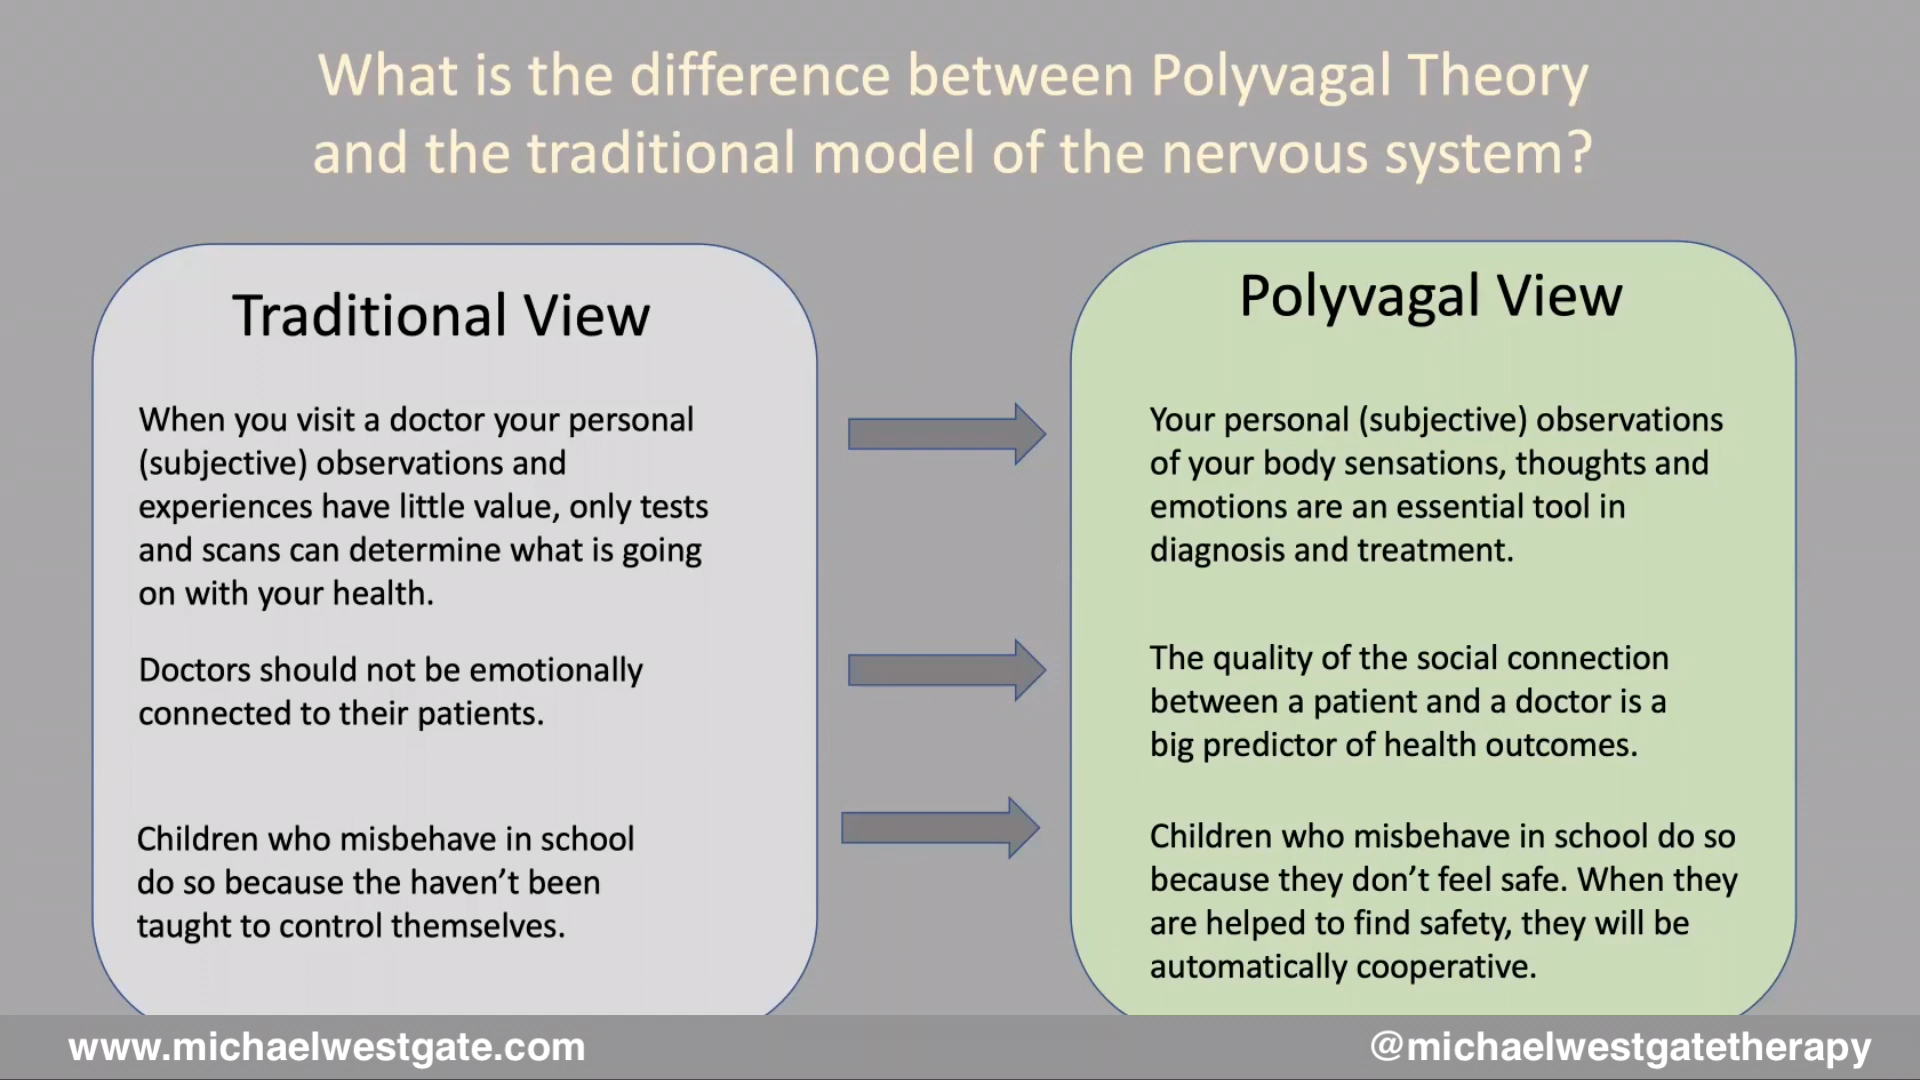 What is the difference between Polyvagal Theory
and the traditional model of the nervous system?
Traditional View
When you visit a doctor your personal
(subjective) observations and
experiences have little value, only tests
and scans can determine what is going
on with your health.
Doctors should not be emotionally
connected to their patients.
Children who misbehave in school
do so because the haven’t been
taught to control themselves.
Polyvagal View
Your personal (subjective) observations
of your body sensations, thoughts and
emotions are an essential tool in
diagnosis and treatment.
The quality of the social connection
between a patient and a doctor is a
big predictor of health outcomes.
Children who misbehave in school do so
because they don’t feel safe. When they
are helped to find safety, they will be
automatically cooperative.
www.michaelwestgate.com
@michaelwestgatetherapy